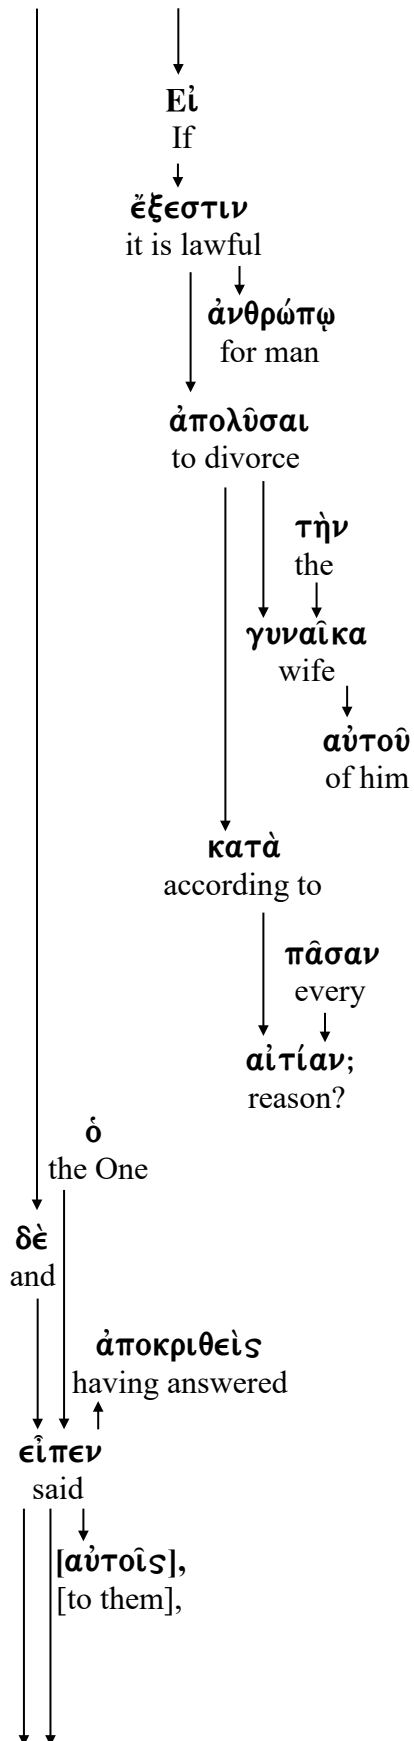 Εἰ
If
ἔξεστιν
it is lawful
ἀνθρώπῳ
for man
ἀπολῦσαι
to divorce
τὴν
the
γυναῖκα
wife
αὐτοῦ
of him
κατὰ
according to
πᾶσαν
every
αἰτίαν;
reason?
ὁ
the One
δὲ
and
ἀποκριθεὶς
having answered
εἶπεν
said
[αὐτοῖς],
[to them],